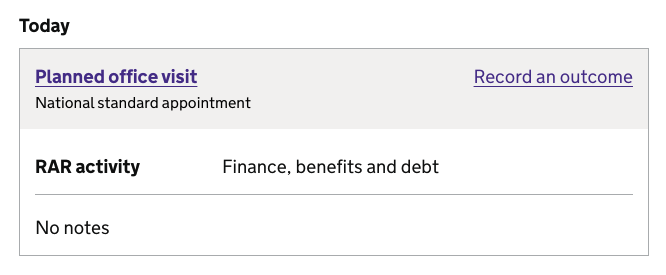 Today
Planned office visit
Record an outcome
National standard appointment
RAR activity
Finance, benefits and debt
No notes